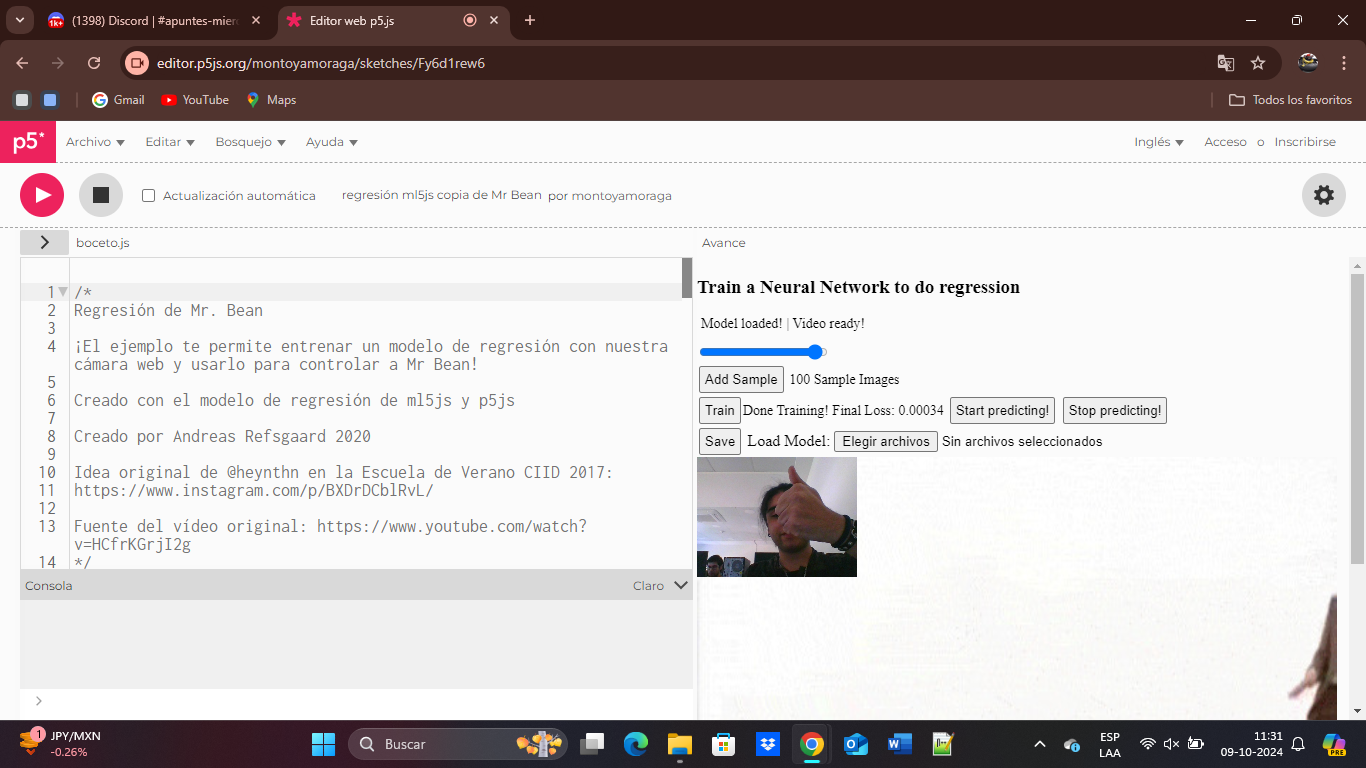 (1398) Discord | #apuntes-mier
Editor web p5.js
editor.p5js.org/montoyamoraga/sketches/Fy6d1rew6
Gmail
YouTube
Maps
Todos los favoritos
p5*
Archivo
Editar
Bosquejo
Ayuda
Inglés
Acceso o Inscribirse
Actualización automática
regresión ml5js copia de Mr Bean por montoyamoraga
boceto.js
Avance
1 /*
2 Regresión de Mr. Bean
3
4 ¡El ejemplo te permite entrenar un modelo de regresión con nuestra
cámara web y usarlo para controlar a Mr Bean!
5
6 Creado con el modelo de regresión de ml5js y p5js
7
8 Creado por Andreas Refsgaard 2020
9
10 Idea original de @heynthn en la Escuela de Verano CIID 2017:
11 https://www.instagram.com/p/BXDrDCblRvL/
12
13 Fuente del vídeo original: https://www.youtube.com/watch?
v=HCfrKGrjI2g
14 */
Consola
Claro
Train a Neural Network to do regression
Model loaded! | Video ready!
Add Sample 100 Sample Images
Train Done Training! Final Loss: 0.00034 Start predicting! Stop predicting!
Save Load Model: Elegir archivos Sin archivos seleccionados
1
JPY/MXN
-0.26%
Buscar
ESP
LAA
11:31
09-10-2024
PRE